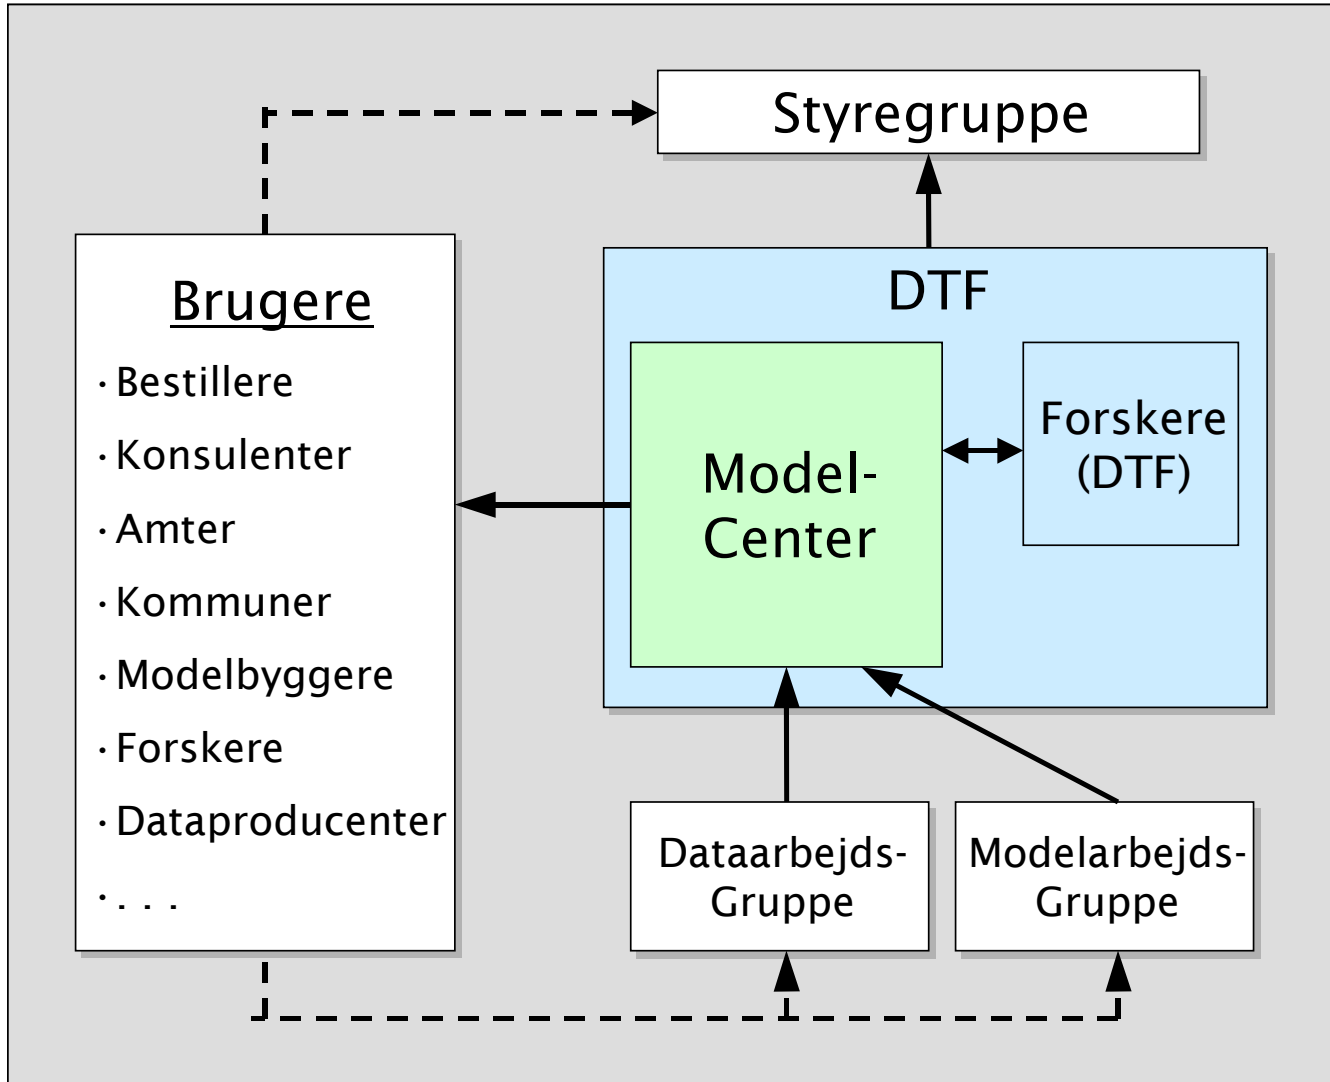 Styregruppe
Brugere
· Bestillere
· Konsulenter
· Amter
· Kommuner
· Modelbyggere
· Forskere
· Dataproducenter
· . . .
DTF
Model-
Center
Forskere
(DTF)
Dataarbejds-
Gruppe
Modelarbejds-
Gruppe